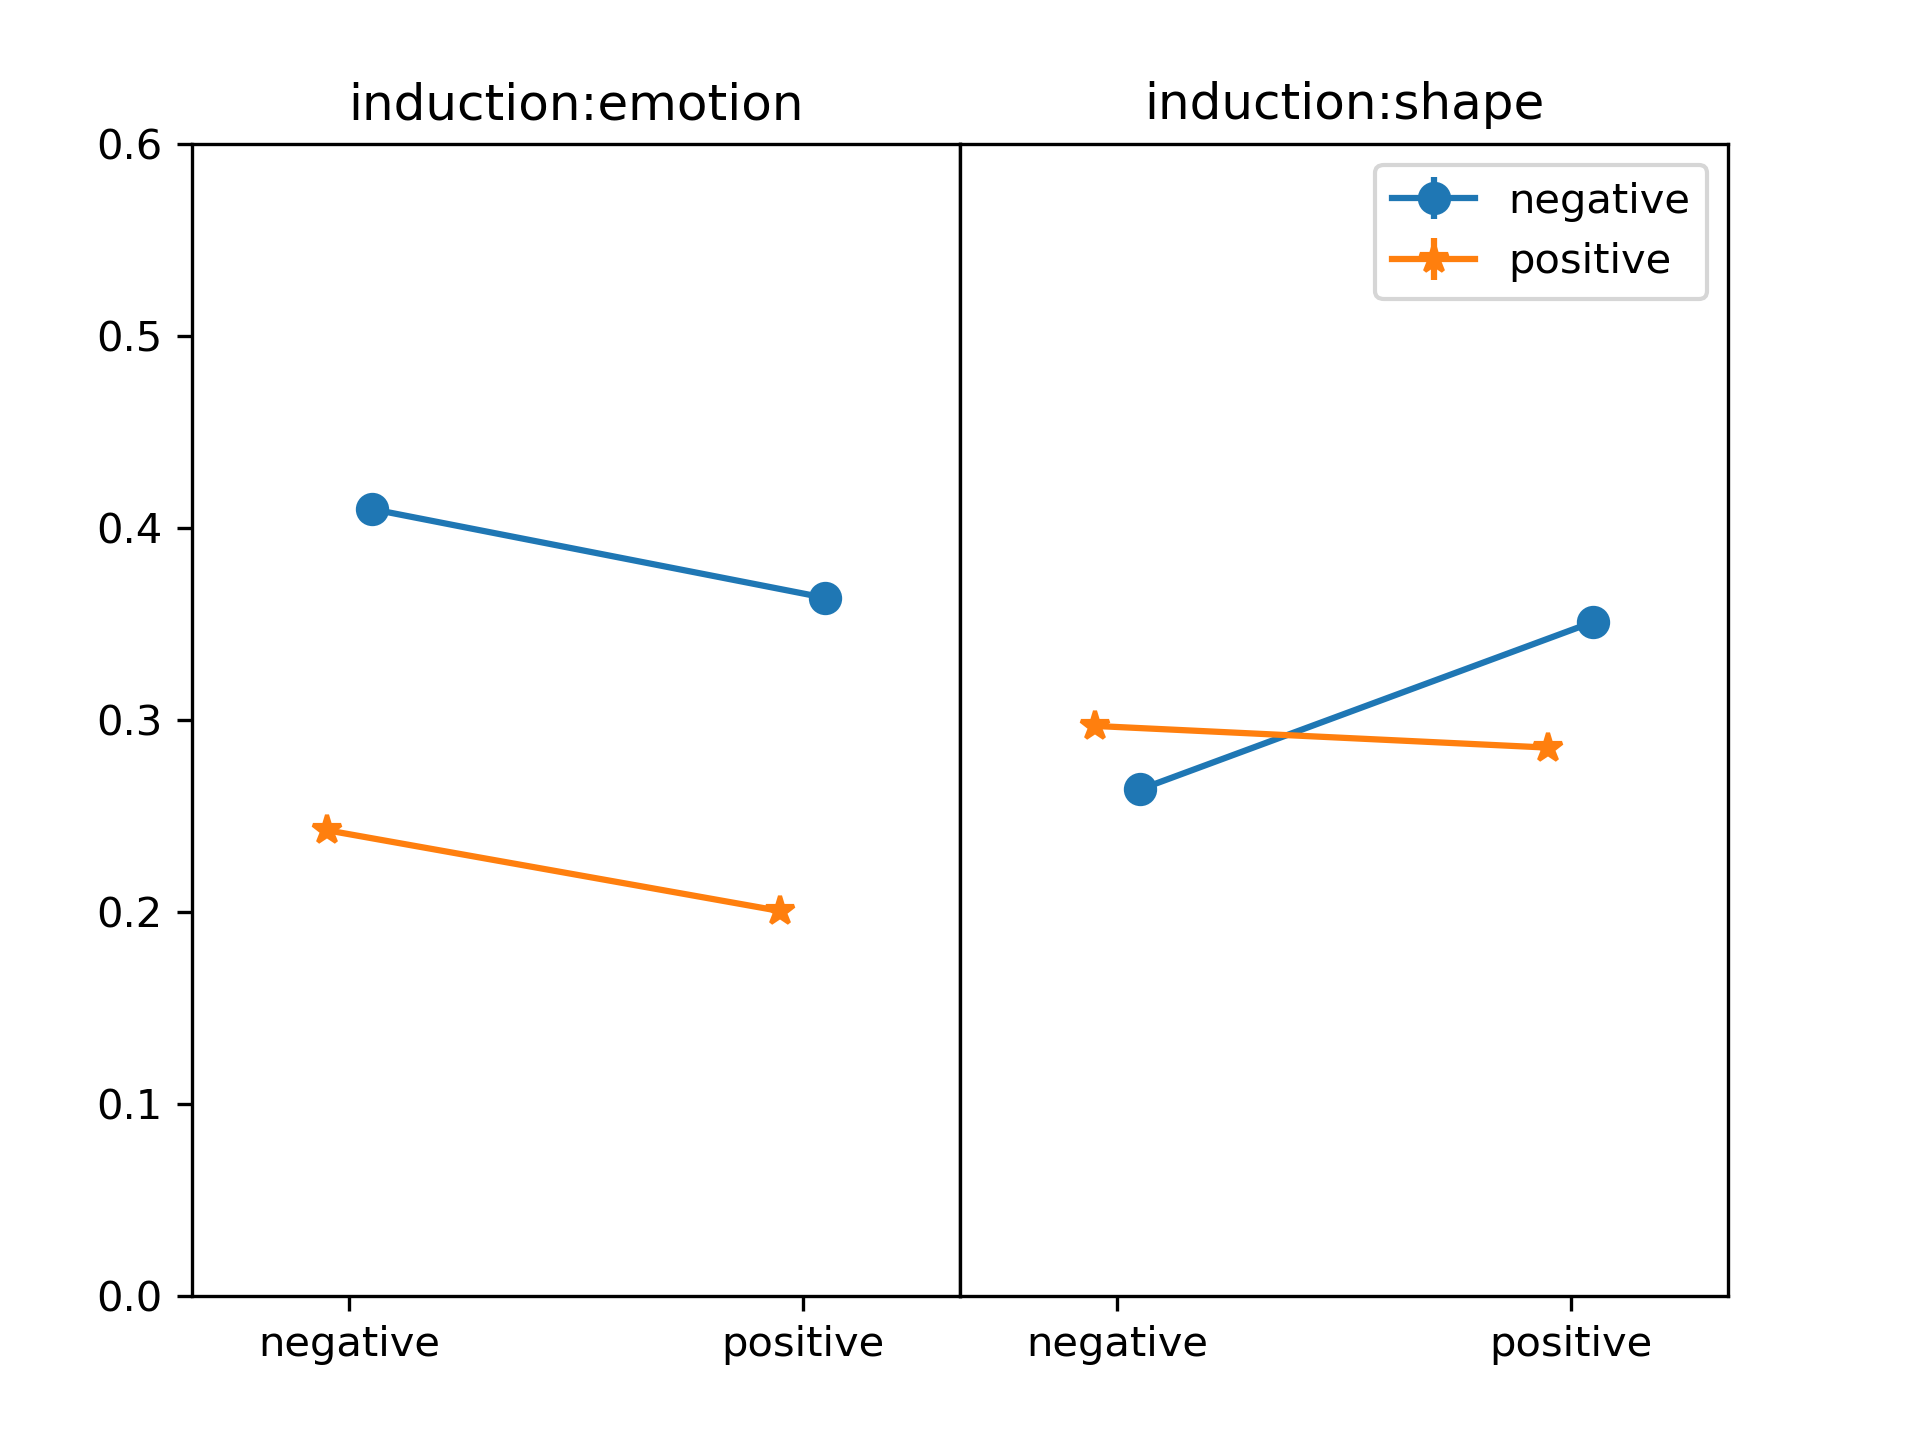 induction:emotion
induction:shape
0.6
0.5
0.4
0.3
0.2
0.1
0.0
negative
positive
negative
positive
negative
positive